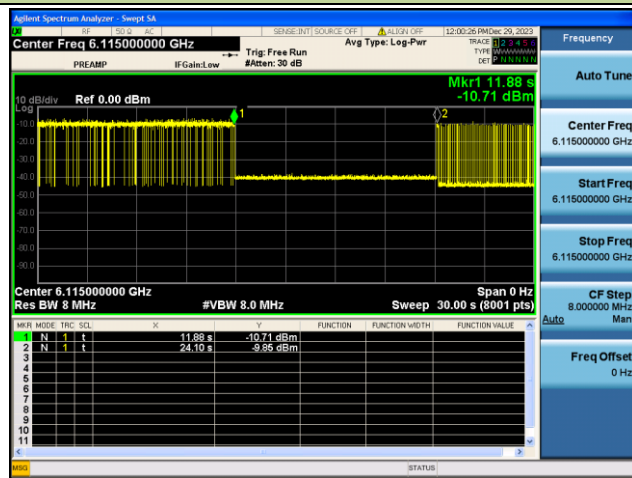 Agilent Spectrum Analyzer - Swept SA
RF 50 Ω AC SENSE:INT SOURCE OFF ALIGN OFF 12:00:26 PM Dec 29, 2023
Center Freq 6.115000000 GHz Avg Type: Log-Pwr TRACE 1 2 3 4 5 6
Trig: Free Run TYPE
PREAMP IFGain:Low #Atten: 30 dB DET P N N N N N
Mkr1 11.88 s
10 dB/div Ref 0.00 dBm -10.71 dBm
Log
1 2
-10.0
-20.0
-30.0
-40.0
-50.0
-60.0
-70.0
-80.0
-90.0
Center 6.115000000 GHz Span 0 Hz
Res BW 8 MHz #VBW 8.0 MHz Sweep 30.00 s (8001 pts)
MKR MODE TRC SCL X Y FUNCTION FUNCTION WIDTH FUNCTION VALUE
1 N 1 t 11.88 s -10.71 dBm
2 N 1 t 24.10 s -9.85 dBm
3
4
5
6
7
8
9
10
11
MSG STATUS
Frequency
Auto Tune
Center Freq
6.115000000 GHz
Start Freq
6.115000000 GHz
Stop Freq
6.115000000 GHz
CF Step
8.000000 MHz
Auto Man
Freq Offset
0 Hz